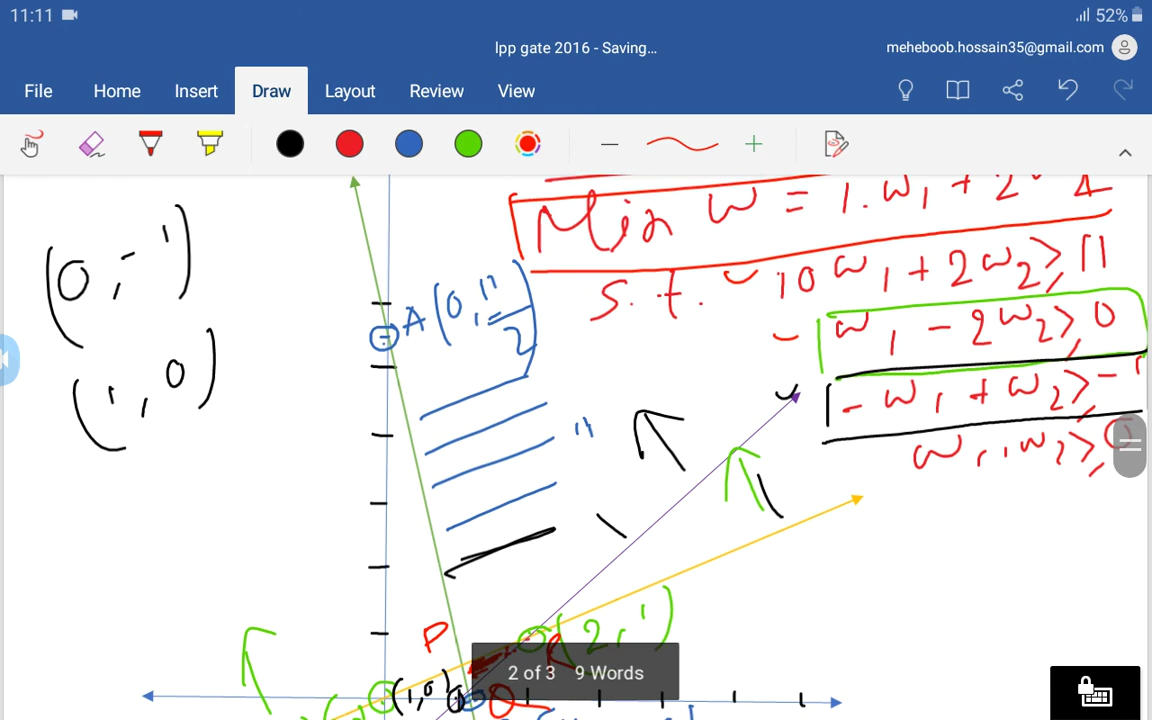 11:11
52%
lpp gate 2016 - Saving...
meheboob.hossain35@gmail.com
File Home Insert Draw Layout Review View
Min W = 1.w₁ + 2
s.t. 10w₁ + 2w₂ ≥ 11
w₁ - 2w₂ ≥ 0
-w₁ + w₂ ≥ -1
w₁, w₂ ≥ 0
(0, -1)
(1, 0)
A(0, 11/2)
P
(2, 1)
R
(1, 0)
Q
2 of 3 9 Words